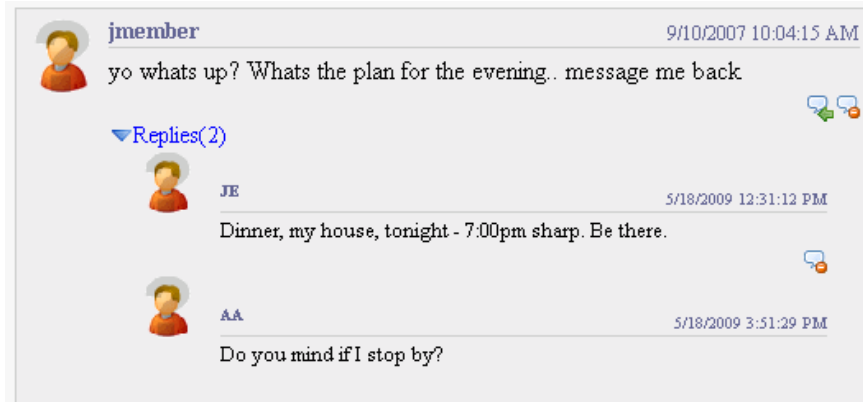 jmember 9/10/2007 10:04:15 AM
yo whats up? Whats the plan for the evening.. message me back
Replies(2)
JE 5/18/2009 12:31:12 PM
Dinner, my house, tonight - 7:00pm sharp. Be there.
AA 5/18/2009 3:51:29 PM
Do you mind if I stop by?